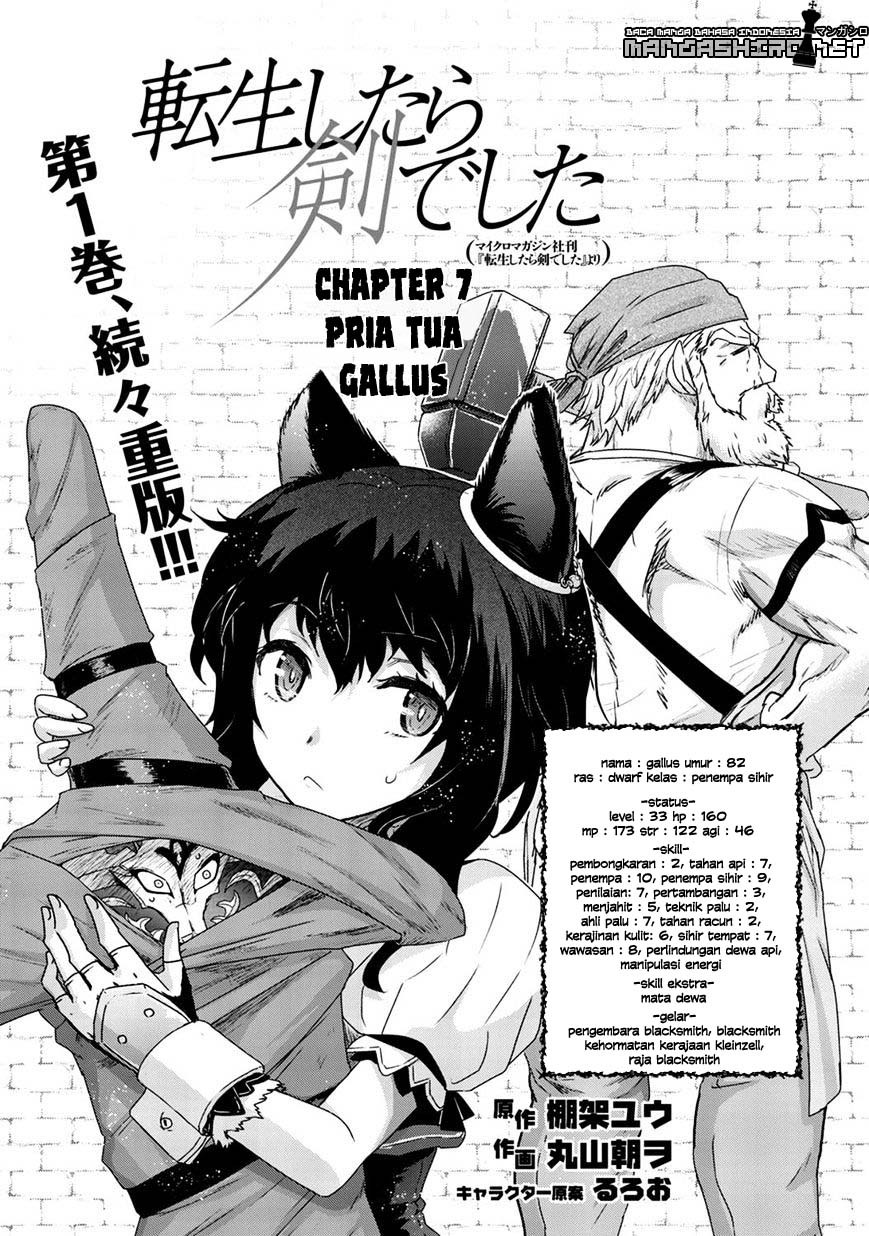 BACA MANGA BAHASA INDONESIA マンガシロ
MANGASHIRO.NET
転生したら
剣でした
(マイクロマガジン社刊
『転生したら剣でした』より)
第1巻、続々重版!!!
CHAPTER 7
PRIA TUA
GALLUS
nama : gallus umur : 82
ras : dwarf kelas : penempa sihir
-status-
level : 33 hp : 160
mp : 173 str : 122 agi : 46
-skill-
pembongkaran : 2, tahan api : 7,
penempa : 10, penempa sihir : 9,
penilaian: 7, pertambangan : 3,
menjahit : 5, teknik palu : 2,
ahli palu : 7, tahan racun : 2,
kerajinan kulit: 6, sihir tempat : 7,
wawasan : 8, perlindungan dewa api,
manipulasi energi
-skill ekstra-
mata dewa
-gelar-
pengembara blacksmith, blacksmith
kehormatan kerajaan kleinzell,
raja blacksmith
原作 棚架ユウ
作画 丸山朝ヲ
キャラクター原案 るろお